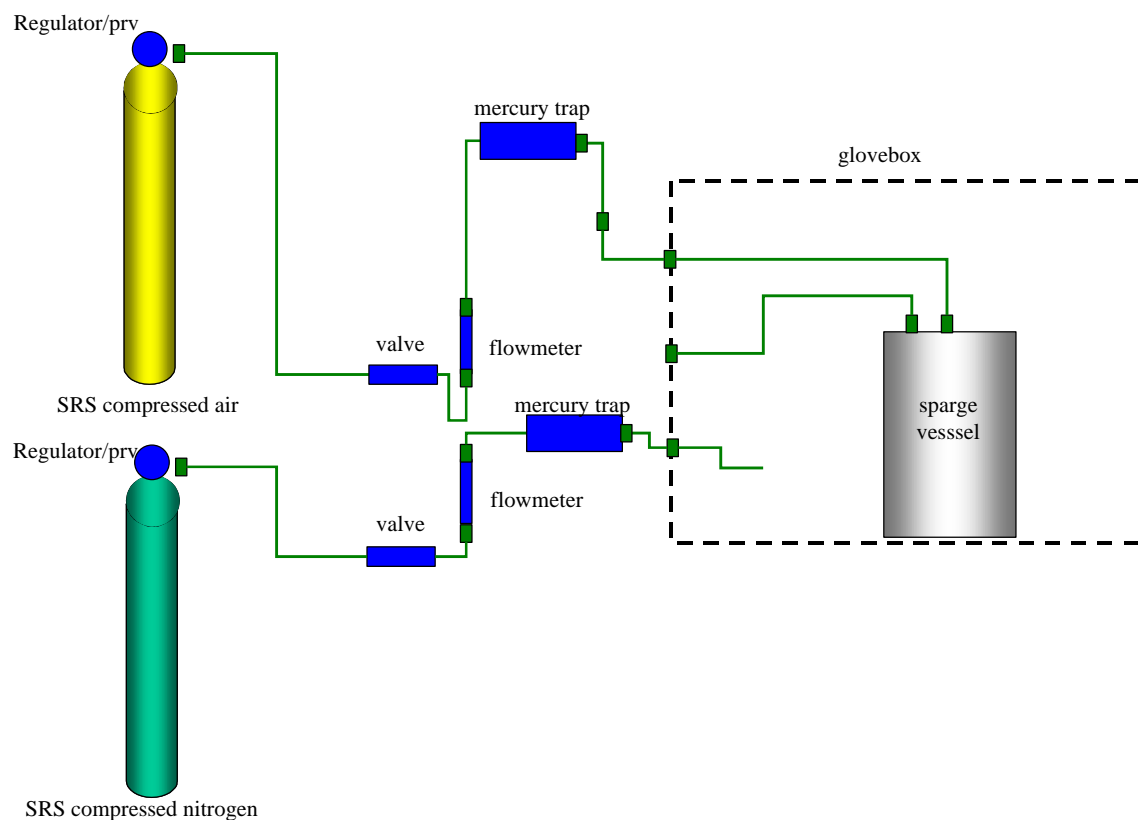 Regulator/prv
mercury trap
glovebox
valve
flowmeter
SRS compressed air
mercury trap
sparge
vesssel
Regulator/prv
flowmeter
valve
SRS compressed nitrogen